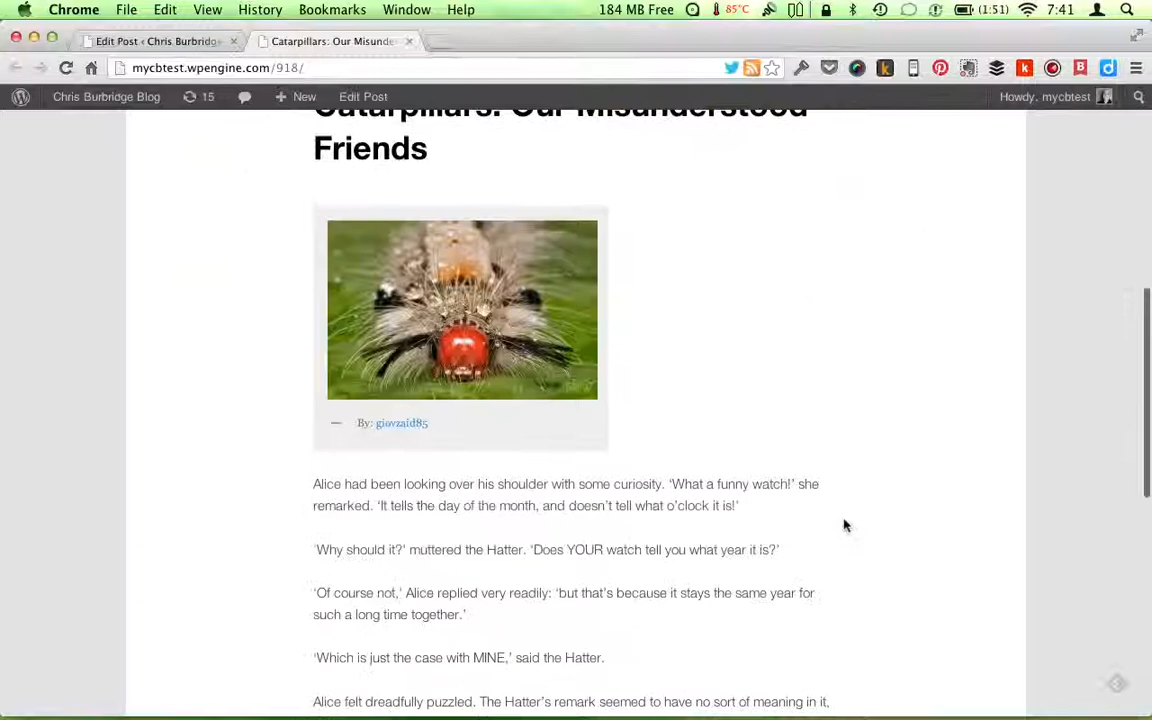 Chrome File Edit View History Bookmarks Window Help 184 MB Free 85°C (1:51) 7:41
Edit Post ‹ Chris Burbridg Catarpillars: Our Misunde
mycbtest.wpengine.com/918/
Chris Burbridge Blog 15 + New Edit Post Howdy, mycbtest
Catarpillars: Our Misunderstood
Friends
— By: giovzaid85
Alice had been looking over his shoulder with some curiosity. ‘What a funny watch!’ she
remarked. ‘It tells the day of the month, and doesn’t tell what o’clock it is!’
‘Why should it?’ muttered the Hatter. ‘Does YOUR watch tell you what year it is?’
‘Of course not,’ Alice replied very readily: ‘but that’s because it stays the same year for
such a long time together.’
‘Which is just the case with MINE,’ said the Hatter.
Alice felt dreadfully puzzled. The Hatter’s remark seemed to have no sort of meaning in it,